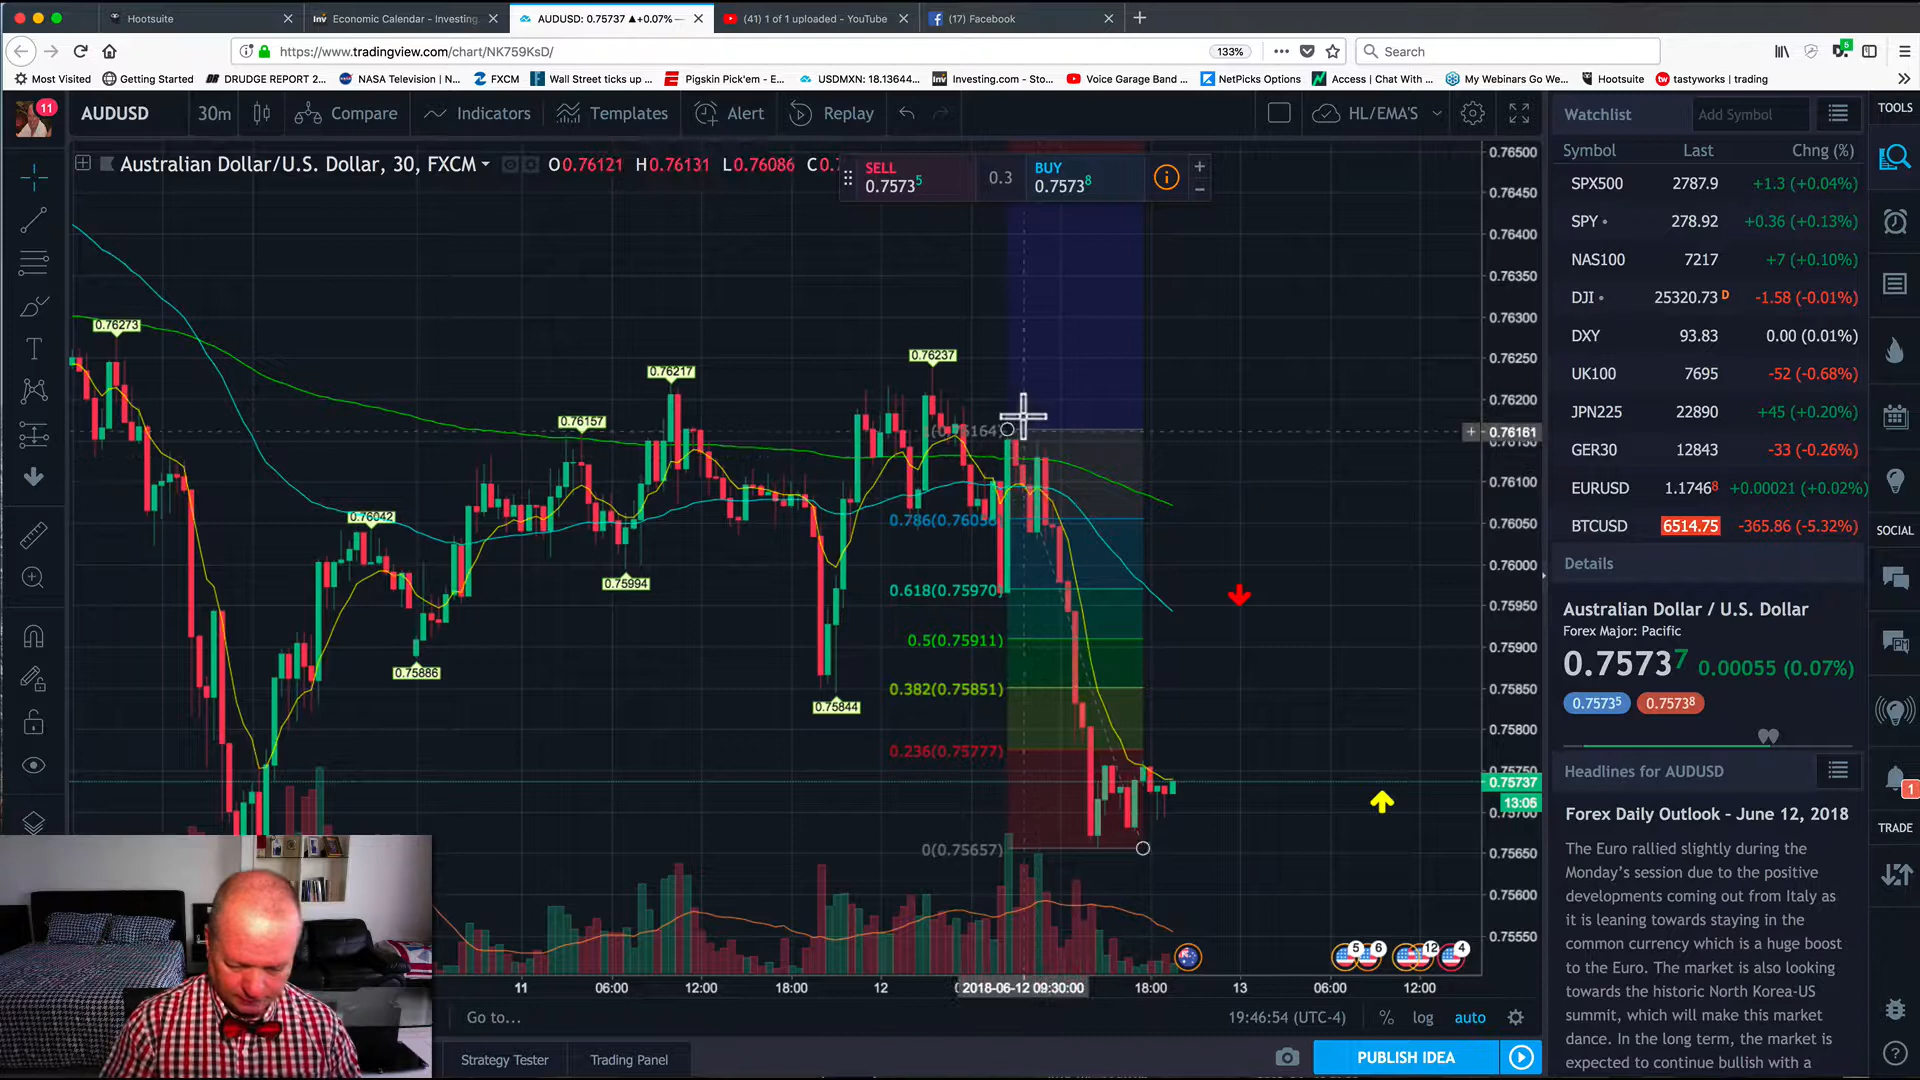 Hootsuite
Economic Calendar - Investing.
AUDUSD: 0.75737 ▲+0.07% —
(41) 1 of 1 uploaded - YouTube
(17) Facebook
https://www.tradingview.com/chart/NK759KsD/
133%
Search
Most Visited
Getting Started
DRUDGE REPORT 2...
NASA Television | N...
FXCM
Wall Street ticks up ...
Pigskin Pick'em - E...
USDMXN: 18.13644...
Investing.com - Sto...
Voice Garage Band ...
NetPicks Options
Access | Chat With ...
My Webinars Go We...
Hootsuite
tastyworks | trading
11
AUDUSD
30m
Compare
Indicators
Templates
Alert
Replay
HL/EMA'S
Watchlist
Add Symbol
TOOLS
Australian Dollar/U.S. Dollar, 30, FXCM
O0.76121 H0.76131 L0.76086
SELL
0.75735
0.3
BUY
0.75738
Symbol Last Chng (%)
SPX500 2787.9 +1.3 (+0.04%)
SPY 278.92 +0.36 (+0.13%)
NAS100 7217 +7 (+0.10%)
DJI 25320.73 D -1.58 (-0.01%)
DXY 93.83 0.00 (0.01%)
UK100 7695 -52 (-0.68%)
JPN225 22890 +45 (+0.20%)
GER30 12843 -33 (-0.26%)
EURUSD 1.17468 +0.00021 (+0.02%)
BTCUSD 6514.75 -365.86 (-5.32%)
SOCIAL
Details
Australian Dollar / U.S. Dollar
Forex Major: Pacific
0.75737 0.00055 (0.07%)
0.75735 0.75738
Headlines for AUDUSD
Forex Daily Outlook - June 12, 2018
The Euro rallied slightly during the
Monday's session due to the positive
developments coming out from Italy as
it is leaning towards staying in the
common currency which is a huge boost
to the Euro. The market is also looking
towards the historic North Korea-US
summit, which will make this market
dance. In the long term, the market is
expected to continue bullish with a
1
TRADE
0.76500
0.76450
0.76400
0.76350
0.76300
0.76250
0.76200
0.76161
0.76100
0.76050
0.76000
0.75950
0.75900
0.75850
0.75800
0.75737
13:05
0.75650
0.75600
0.75550
0.76273
0.76042
0.75886
0.76157
0.75994
0.76217
0.75844
0.76237
0.618(0.75970)
0.5(0.75911)
0.382(0.75851)
0.236(0.75777)
0(0.75657)
5
6
12
4
11
06:00
12:00
18:00
12
2018-06-12 09:30:00
18:00
13
06:00
12:00
Go to...
19:46:54 (UTC-4)
%
log
auto
Strategy Tester
Trading Panel
PUBLISH IDEA